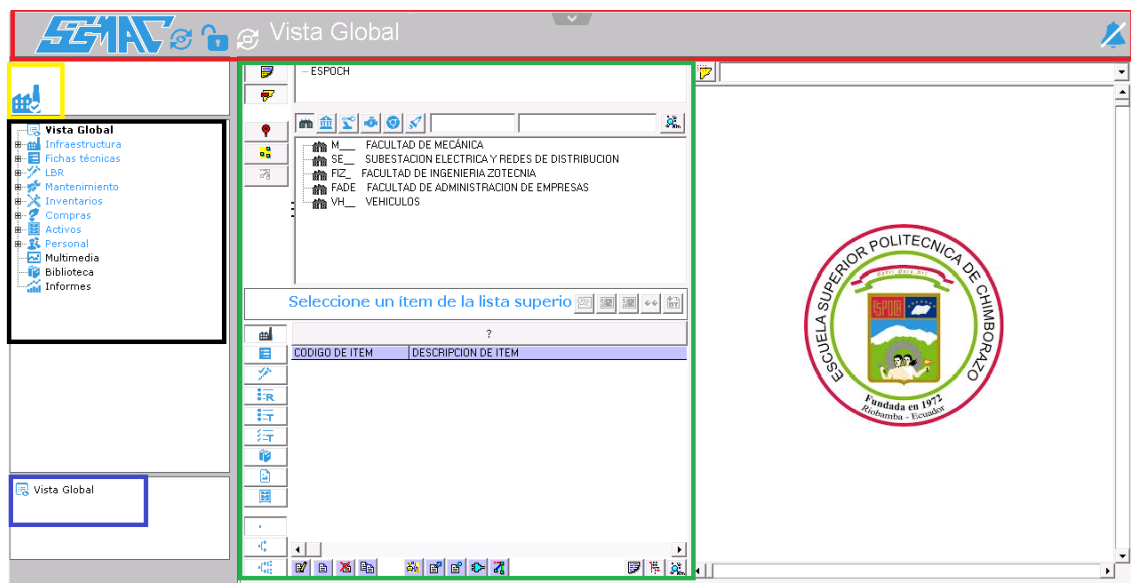 SISMAC Vista Global
ESPOCH
Vista Global
Infraestructura
Fichas técnicas
LBR
Mantenimiento
Inventarios
Compras
Activos
Personal
Multimedia
Biblioteca
Informes
M__ FACULTAD DE MECÁNICA
SE__ SUBESTACION ELECTRICA Y REDES DE DISTRIBUCION
FIZ_ FACULTAD DE INGENIERIA ZOTECNIA
FADE FACULTAD DE ADMINISTRACION DE EMPRESAS
VH__ VEHICULOS
Seleccione un ítem de la lista superio
?
CODIGO DE ITEM DESCRIPCION DE ITEM
Vista Global
ESCUELA SUPERIOR POLITECNICA DE CHIMBORAZO
ESPOCH
Fundada en 1972
Riobamba - Ecuador